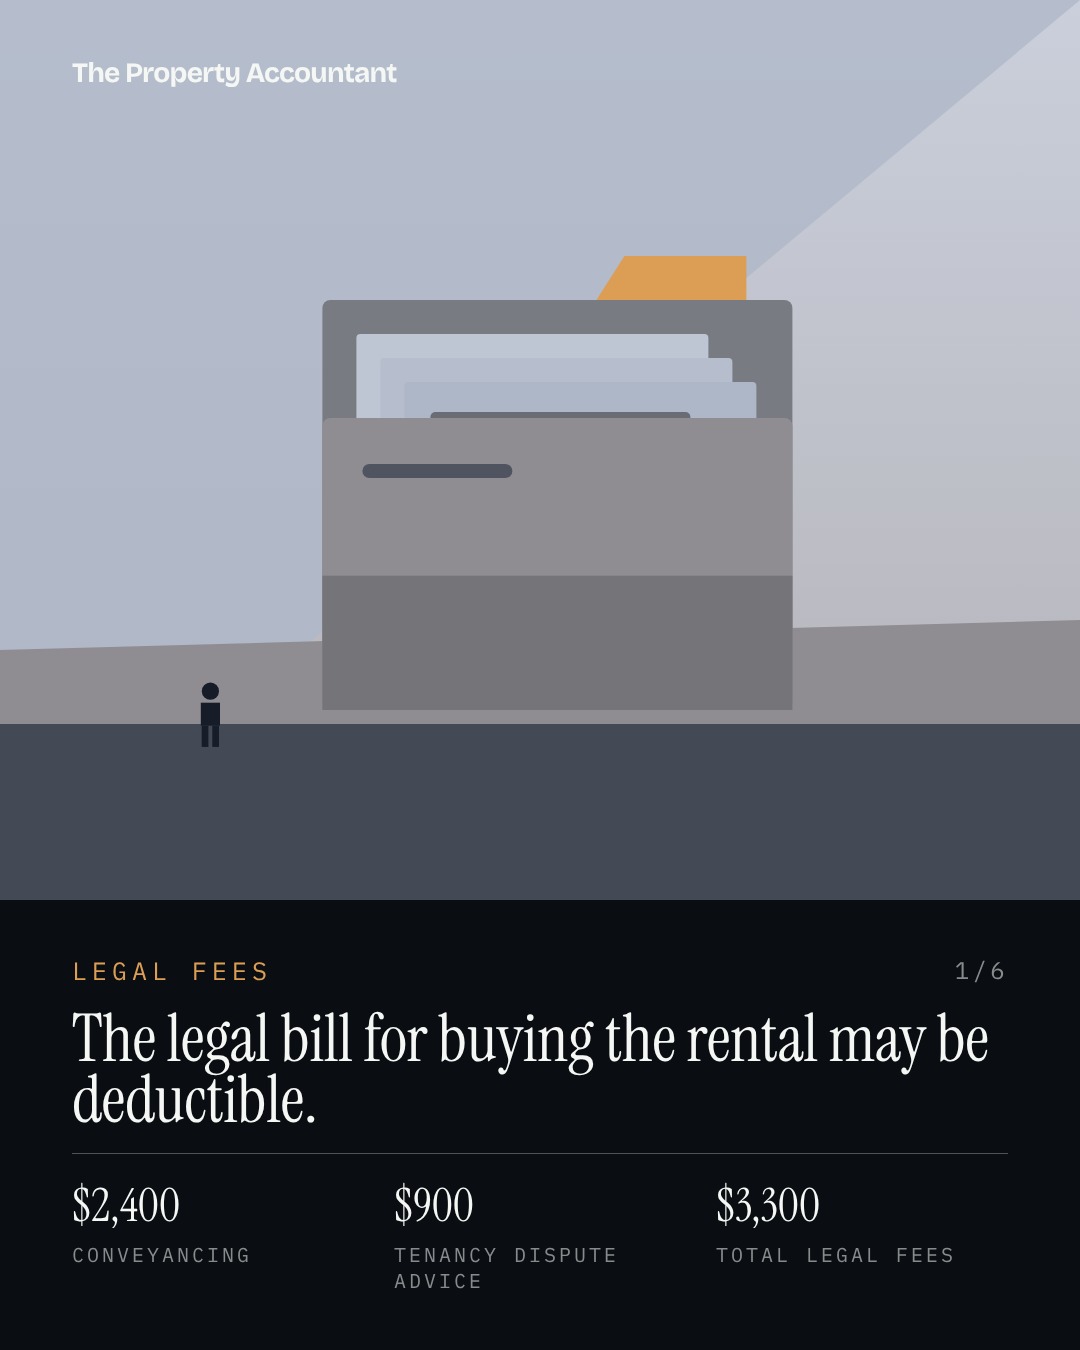 The Property Accountant
LEGAL FEES
1/6
The legal bill for buying the rental may be
deductible.
$2,400
$900
$3,300
CONVEYANCING
TENANCY DISPUTE
ADVICE
TOTAL LEGAL FEES